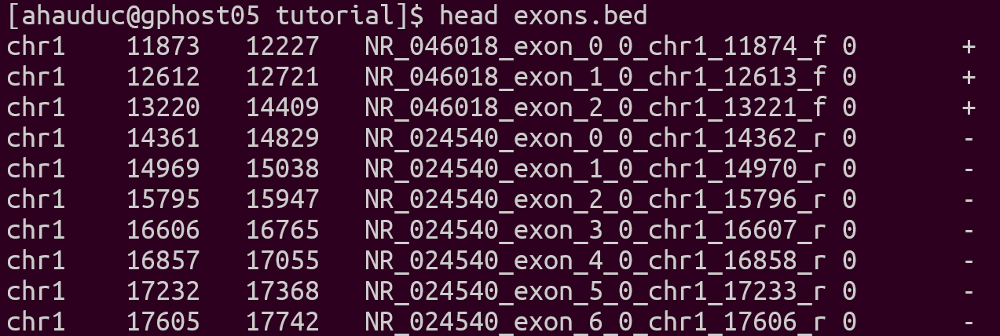 [ahauduc@gphost05 tutorial]$ head exons.bed
chr1 11873 12227 NR_046018_exon_0_0_chr1_11874_f 0 +
chr1 12612 12721 NR_046018_exon_1_0_chr1_12613_f 0 +
chr1 13220 14409 NR_046018_exon_2_0_chr1_13221_f 0 +
chr1 14361 14829 NR_024540_exon_0_0_chr1_14362_r 0 -
chr1 14969 15038 NR_024540_exon_1_0_chr1_14970_r 0 -
chr1 15795 15947 NR_024540_exon_2_0_chr1_15796_r 0 -
chr1 16606 16765 NR_024540_exon_3_0_chr1_16607_r 0 -
chr1 16857 17055 NR_024540_exon_4_0_chr1_16858_r 0 -
chr1 17232 17368 NR_024540_exon_5_0_chr1_17233_r 0 -
chr1 17605 17742 NR_024540_exon_6_0_chr1_17606_r 0 -